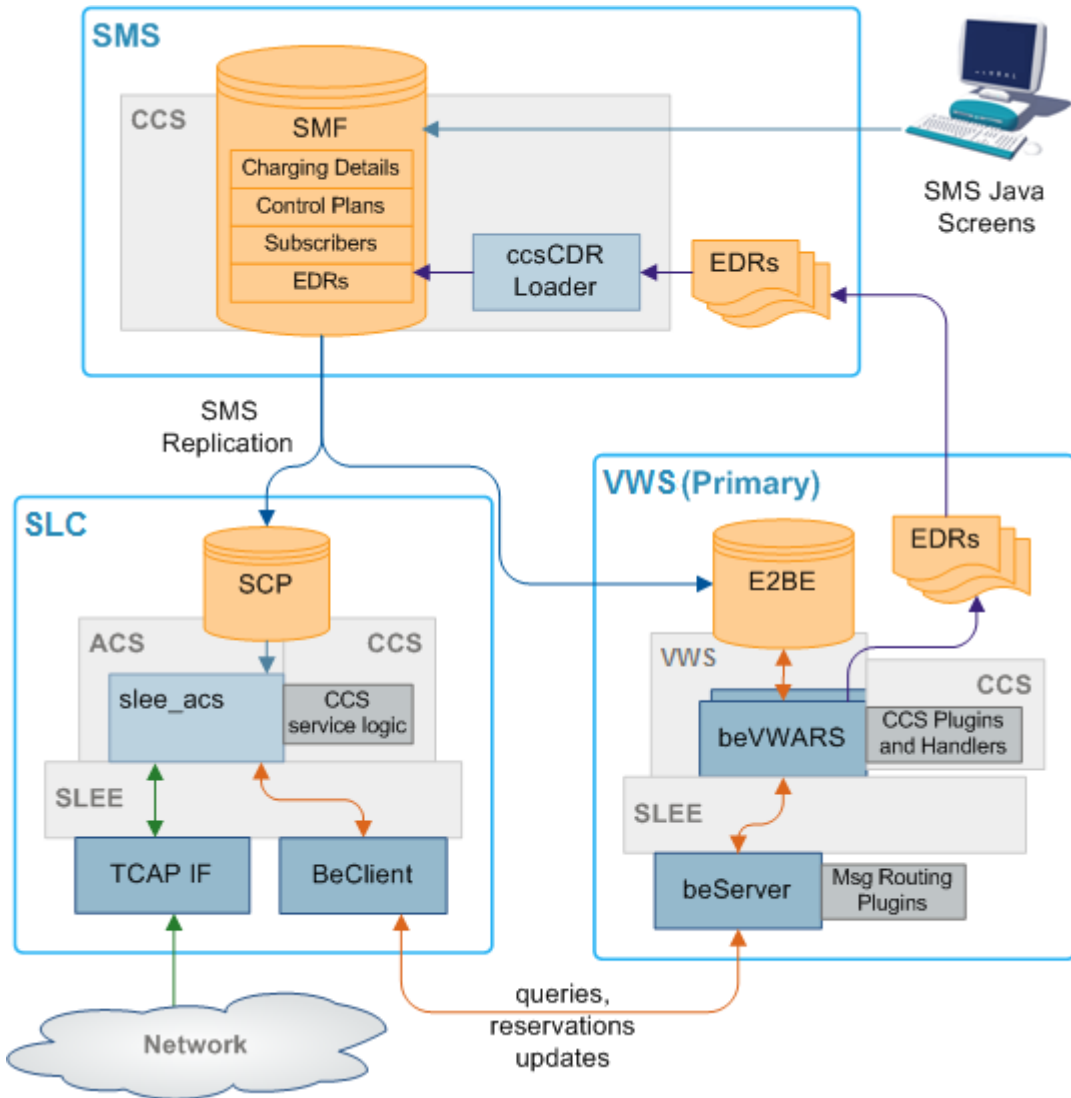 SMS
CCS
SMF
Charging Details
Control Plans
Subscribers
EDRs
ccsCDR
Loader
EDRs
GLOBAL
SMS Java
Screens
SMS
Replication
SLC
SCP
ACS
CCS
slee_acs
CCS
service logic
SLEE
TCAP IF
BeClient
Network
VWS (Primary)
E2BE
EDRs
VWS
CCS
beVWARS
CCS Plugins
and Handlers
SLEE
beServer
Msg Routing
Plugins
queries,
reservations
updates